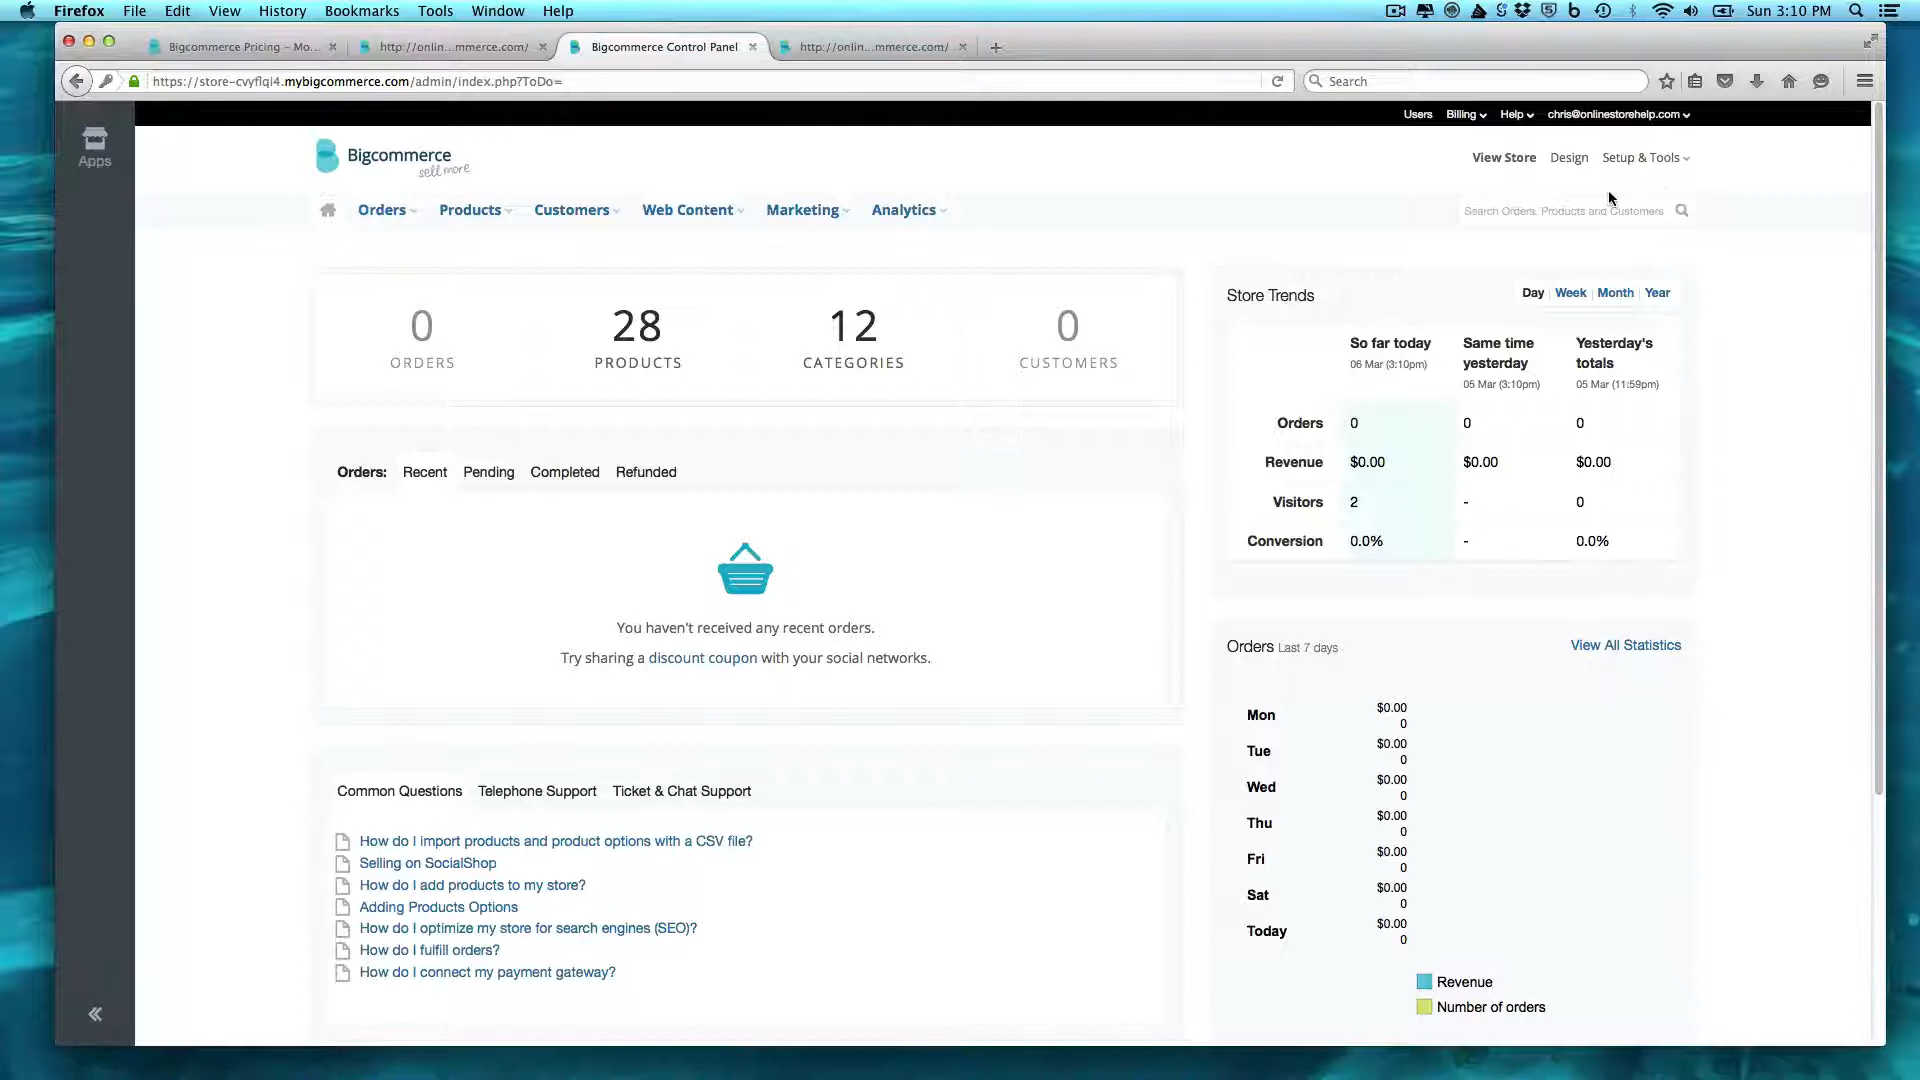 Firefox File Edit View History Bookmarks Tools Window Help Sun 3:10 PM
Bigcommerce Pricing – Mo... http://onlin...mmerce.com/ Bigcommerce Control Panel http://onlin...mmerce.com/
https://store-cvyflqi4.mybigcommerce.com/admin/index.php?ToDo= Search
Users Billing Help chris@onlinestorehelp.com
Apps
Bigcommerce
sell more
View Store Design Setup & Tools
Orders Products Customers Web Content Marketing Analytics
Search Orders, Products and Customers
0 28 12 0
ORDERS PRODUCTS CATEGORIES CUSTOMERS
Store Trends Day Week Month Year
So far today Same time yesterday Yesterday's totals
06 Mar (3:10pm) 05 Mar (3:10pm) 05 Mar (11:59pm)
Orders 0 0 0
Revenue $0.00 $0.00 $0.00
Visitors 2 - 0
Conversion 0.0% - 0.0%
Orders: Recent Pending Completed Refunded
You haven't received any recent orders.
Try sharing a discount coupon with your social networks.
Orders Last 7 days View All Statistics
Mon $0.00 0
Tue $0.00 0
Wed $0.00 0
Thu $0.00 0
Fri $0.00 0
Sat $0.00 0
Today $0.00 0
Revenue
Number of orders
Common Questions Telephone Support Ticket & Chat Support
How do I import products and product options with a CSV file?
Selling on SocialShop
How do I add products to my store?
Adding Products Options
How do I optimize my store for search engines (SEO)?
How do I fulfill orders?
How do I connect my payment gateway?